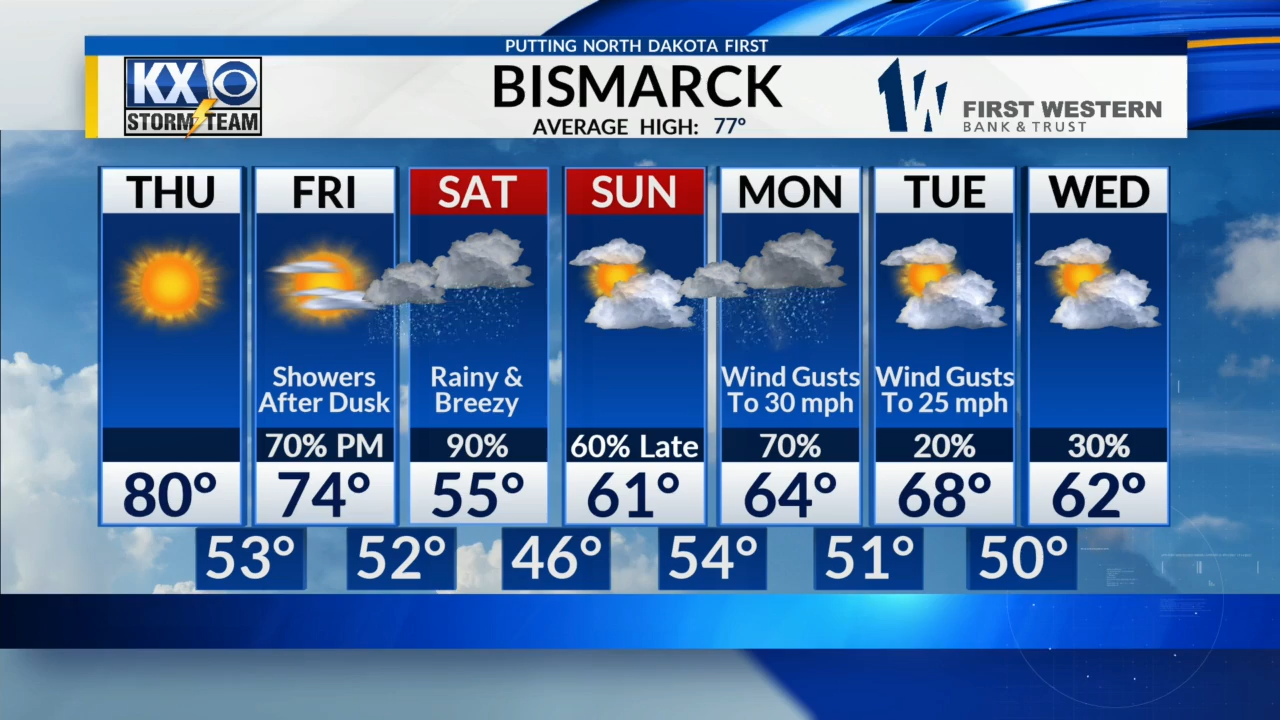 PUTTING NORTH DAKOTA FIRST
KX
STORM TEAM
BISMARCK
AVERAGE HIGH: 77°
FIRST WESTERN
BANK & TRUST
THU FRI SAT SUN MON TUE WED
Showers Rainy & Wind Gusts Wind Gusts
After Dusk Breezy To 30 mph To 25 mph
70% PM 90% 60% Late 70% 20% 30%
80° 74° 55° 61° 64° 68° 62°
53° 52° 46° 54° 51° 50°